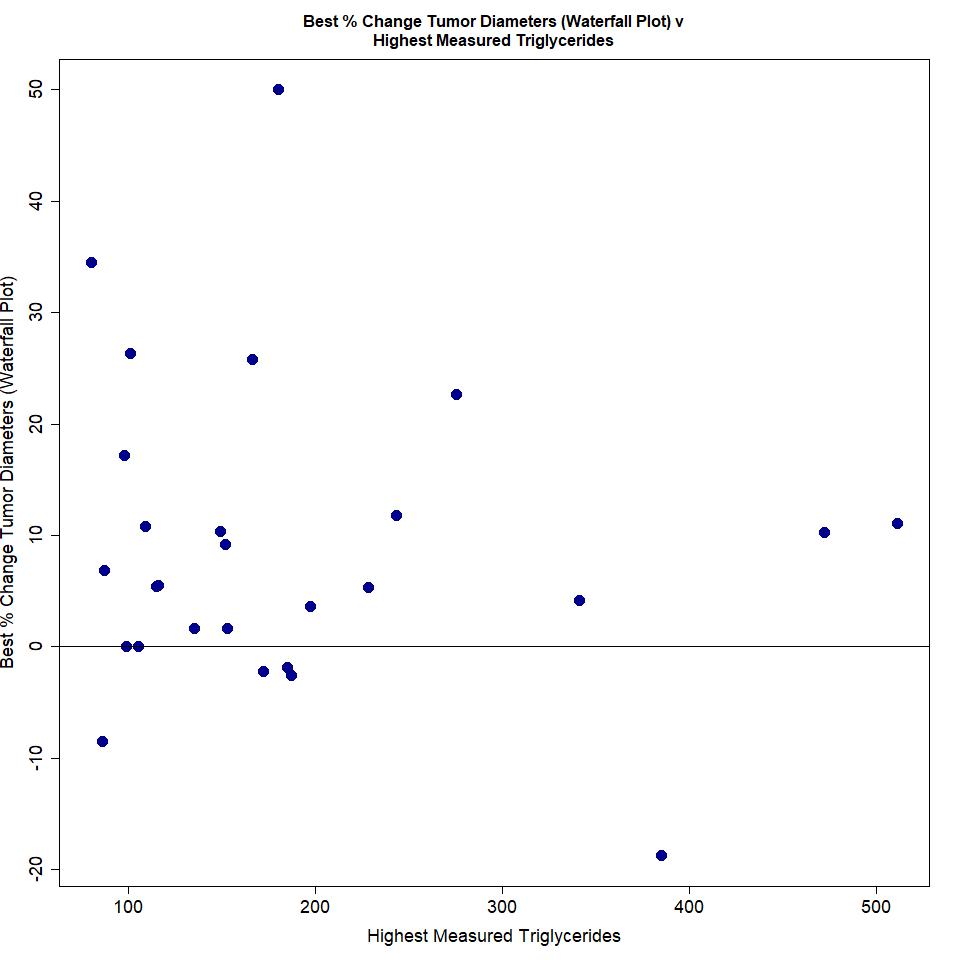 Best % Change Tumor Diameters (Waterfall Plot) v
Highest Measured Triglycerides
50
40
30
20
10
0
-10
-20
Best % Change Tumor Diameters (Waterfall Plot)
100 200 300 400 500
Highest Measured Triglycerides